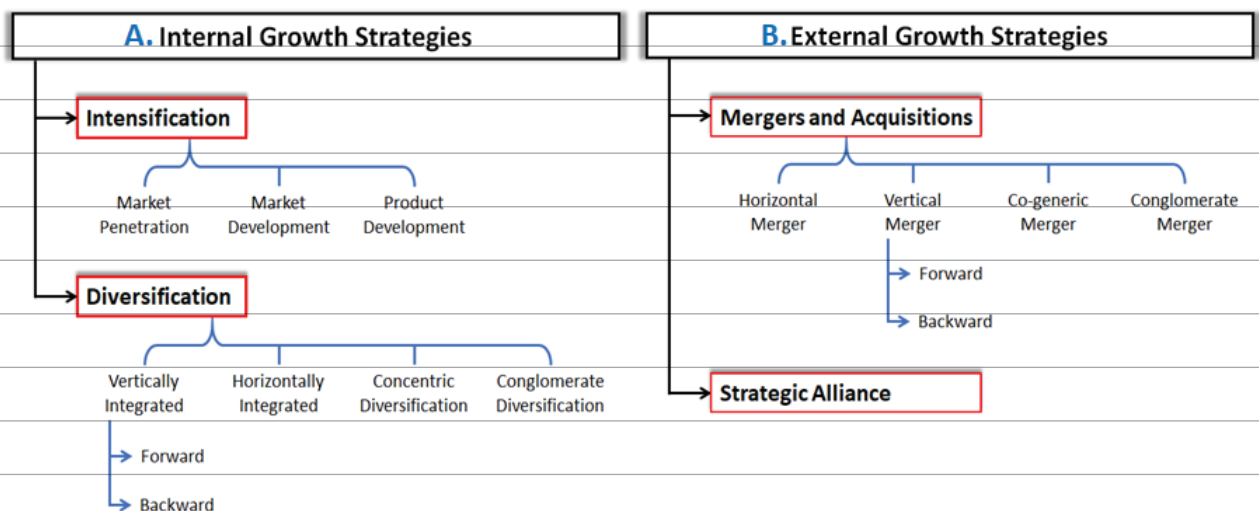 A. Internal Growth Strategies
Intensification
Market Penetration
Market Development
Product Development
Diversification
Vertically Integrated
Horizontally Integrated
Concentric Diversification
Conglomerate Diversification
Forward
Backward
B. External Growth Strategies
Mergers and Acquisitions
Horizontal Merger
Vertical Merger
Co-generic Merger
Conglomerate Merger
Forward
Backward
Strategic Alliance